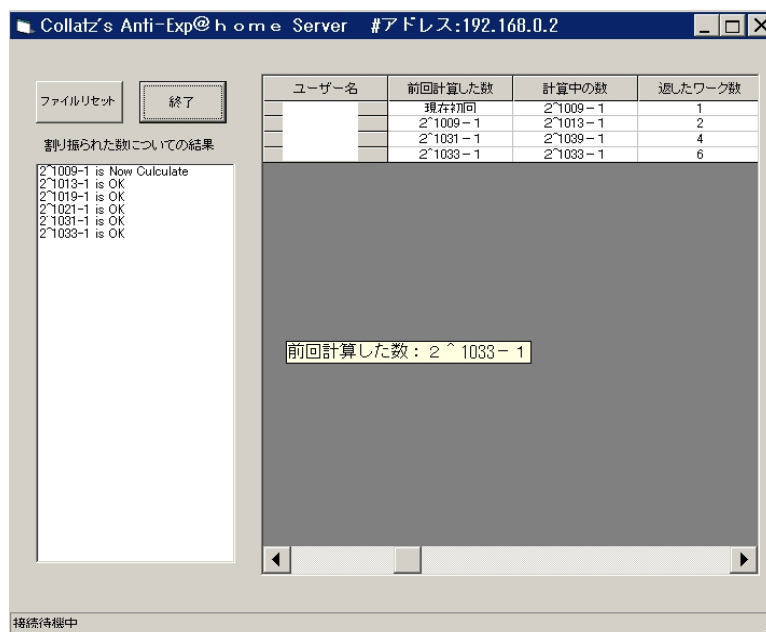 Collatz's Anti-Exp@ｈｏｍｅ Server #アドレス:192.168.0.2
ファイルリセット 終了
割り振られた数についての結果
2^1009-1 is Now Culculate
2^1013-1 is OK
2^1019-1 is OK
2^1021-1 is OK
2^1031-1 is OK
2^1033-1 is OK
ユーザー名 前回計算した数 計算中の数 返したワーク数
現在初回 2^1009－1 1
2^1009－1 2^1013－1 2
2^1031－1 2^1039－1 4
2^1033－1 2^1033－1 6
前回計算した数：２＾1033－１
接続待機中